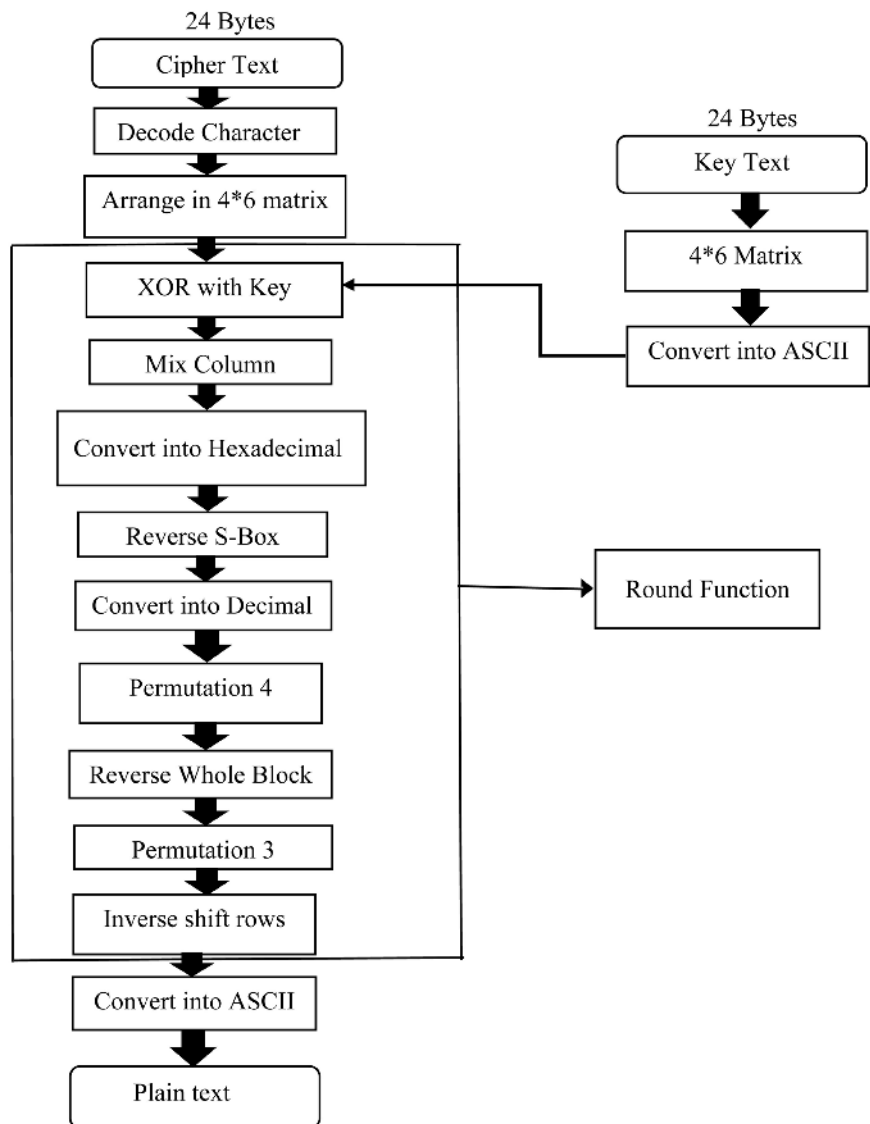 24 Bytes
Cipher Text
Decode Character
Arrange in 4*6 matrix
XOR with Key
Mix Column
Convert into Hexadecimal
Reverse S-Box
Convert into Decimal
Permutation 4
Reverse Whole Block
Permutation 3
Inverse shift rows
Convert into ASCII
Plain text
24 Bytes
Key Text
4*6 Matrix
Convert into ASCII
Round Function